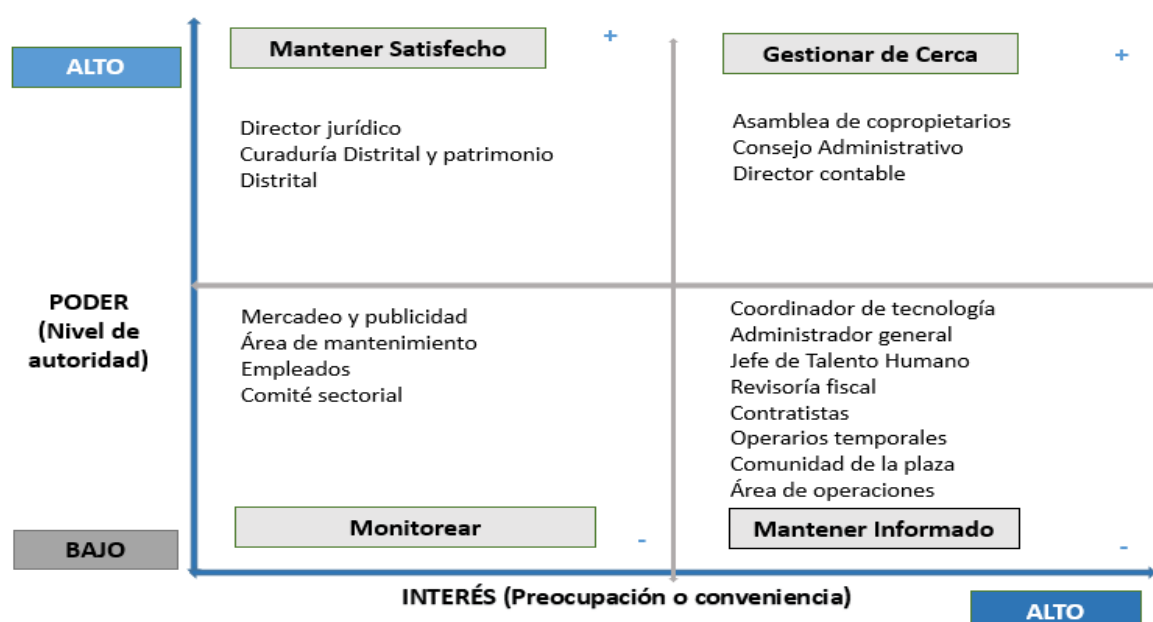 Mantener Satisfecho
+
Gestionar de Cerca
+
ALTO
Director jurídico
Curaduría Distrital y patrimonio
Distrital
Asamblea de copropietarios
Consejo Administrativo
Director contable
PODER
(Nivel de
autoridad)
Mercadeo y publicidad
Área de mantenimiento
Empleados
Comité sectorial
Coordinador de tecnología
Administrador general
Jefe de Talento Humano
Revisoría fiscal
Contratistas
Operarios temporales
Comunidad de la plaza
Área de operaciones
Monitorear
-
Mantener Informado
-
BAJO
INTERÉS (Preocupación o conveniencia)
ALTO